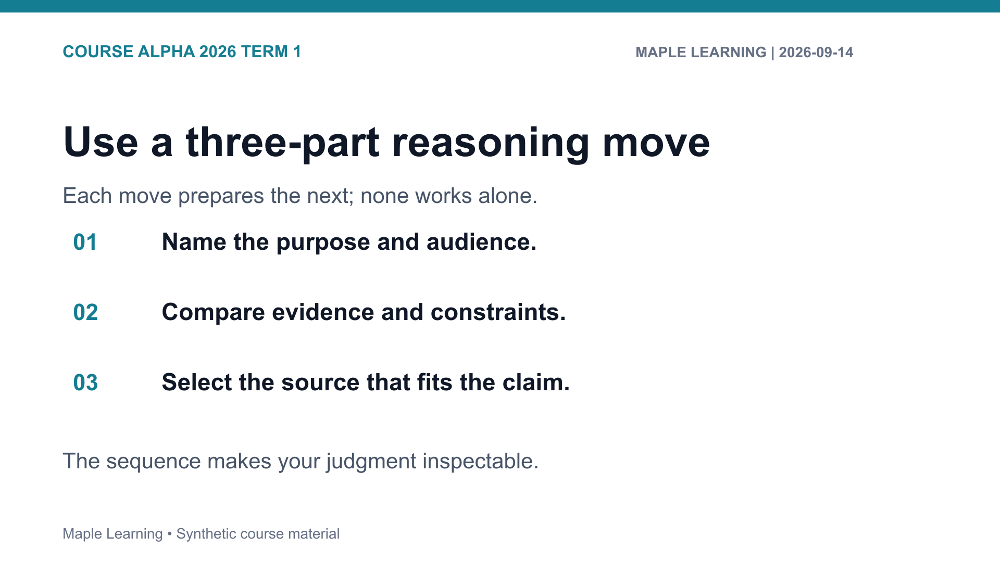 COURSE ALPHA 2026 TERM 1
MAPLE LEARNING | 2026-09-14
Use a three-part reasoning move
Each move prepares the next; none works alone.
01 Name the purpose and audience.
02 Compare evidence and constraints.
03 Select the source that fits the claim.
The sequence makes your judgment inspectable.
Maple Learning • Synthetic course material